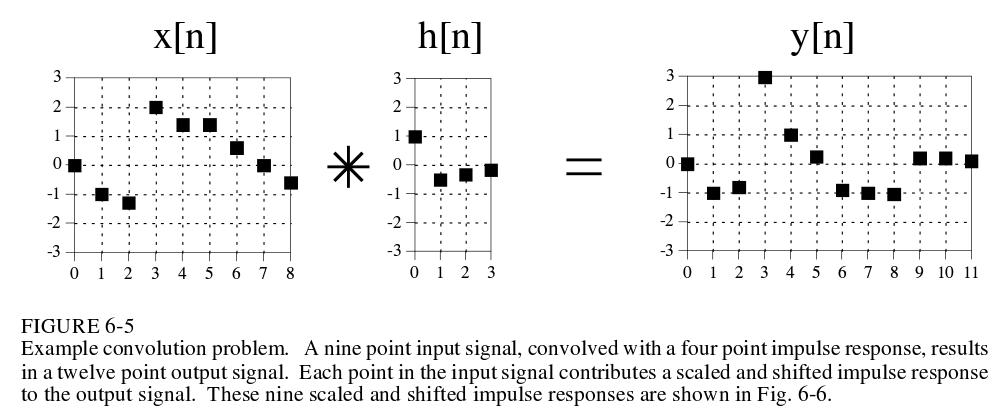 x[n] h[n] y[n]
3 3 3
2 2 2
1 1 1
0 0 0
-1 -1 -1
-2 -2 -2
-3 -3 -3
0 1 2 3 4 5 6 7 8 0 1 2 3 0 1 2 3 4 5 6 7 8 9 10 11
* =
FIGURE 6-5
Example convolution problem. A nine point input signal, convolved with a four point impulse response, results
in a twelve point output signal. Each point in the input signal contributes a scaled and shifted impulse response
to the output signal. These nine scaled and shifted impulse responses are shown in Fig. 6-6.